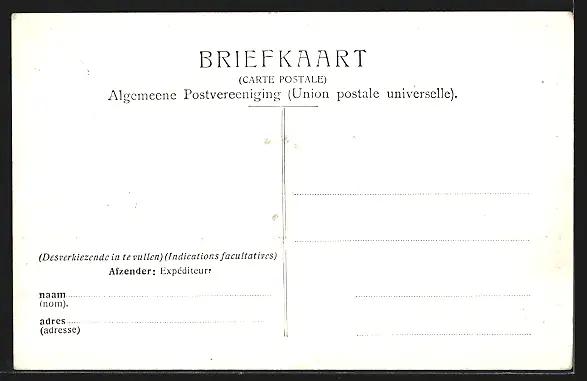 BRIEFKAART
(CARTE POSTALE)
Algemeene Postvereeniging (Union postale universelle).
(Desverkiezende in te vullen) (Indications facultatives)
Afzender: Expéditeur:
naam
(nom).
adres
(adresse)